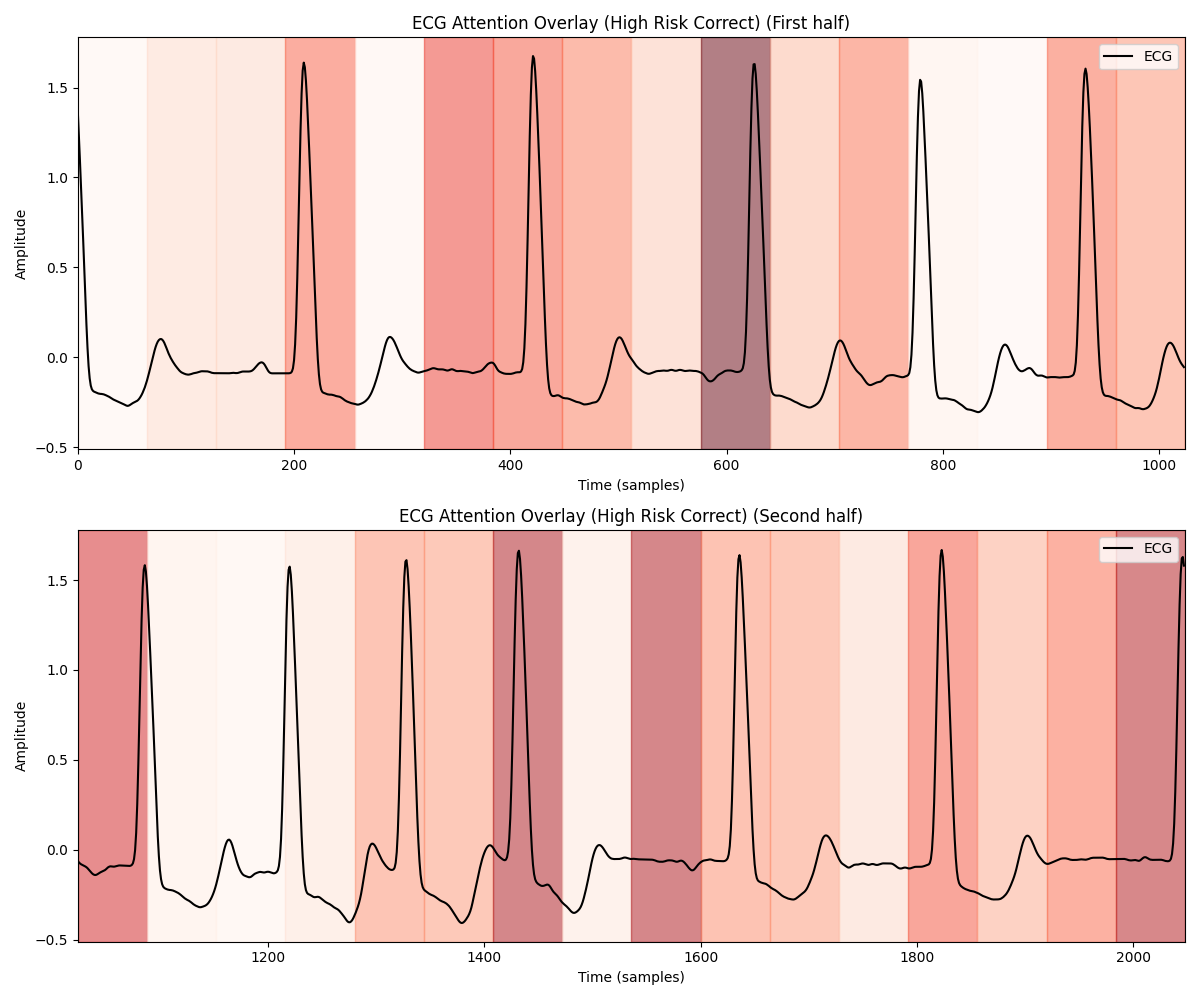 ECG Attention Overlay (High Risk Correct) (First half)
ECG
Amplitude
1.5
1.0
0.5
0.0
−0.5
0 200 400 600 800 1000
Time (samples)
ECG Attention Overlay (High Risk Correct) (Second half)
ECG
Amplitude
1.5
1.0
0.5
0.0
−0.5
1200 1400 1600 1800 2000
Time (samples)